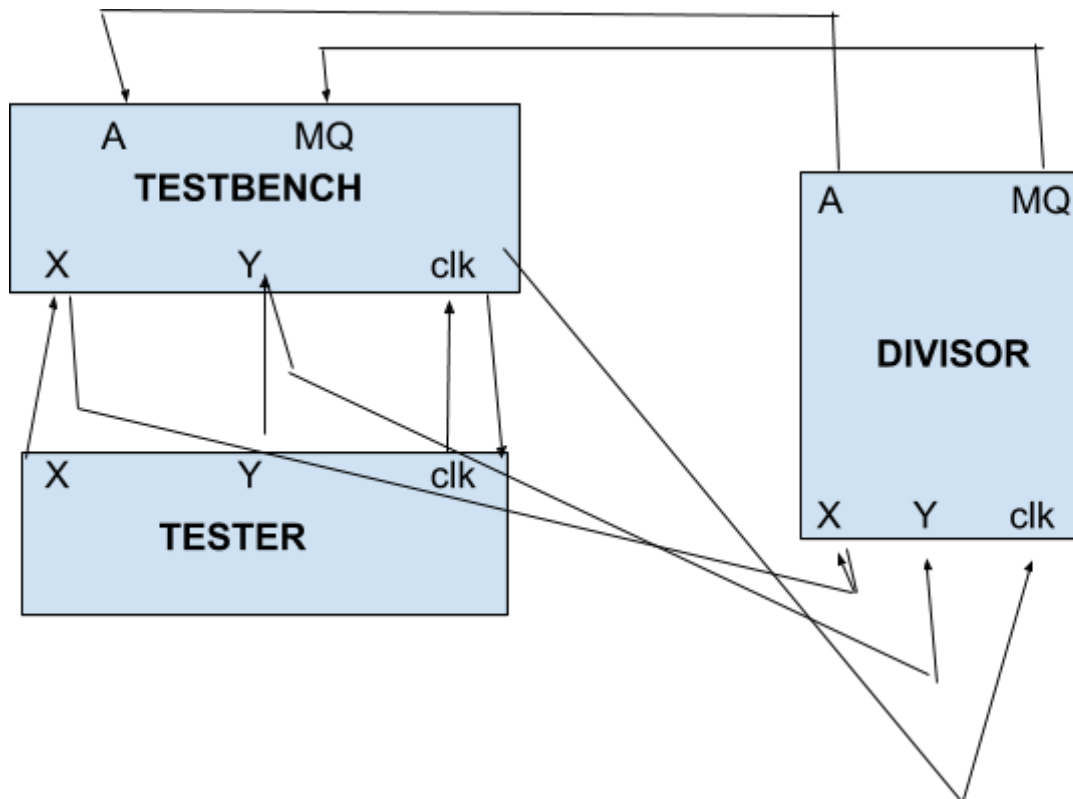 A MQ
TESTBENCH
X Y clk
X Y clk
TESTER
A MQ
DIVISOR
X Y clk